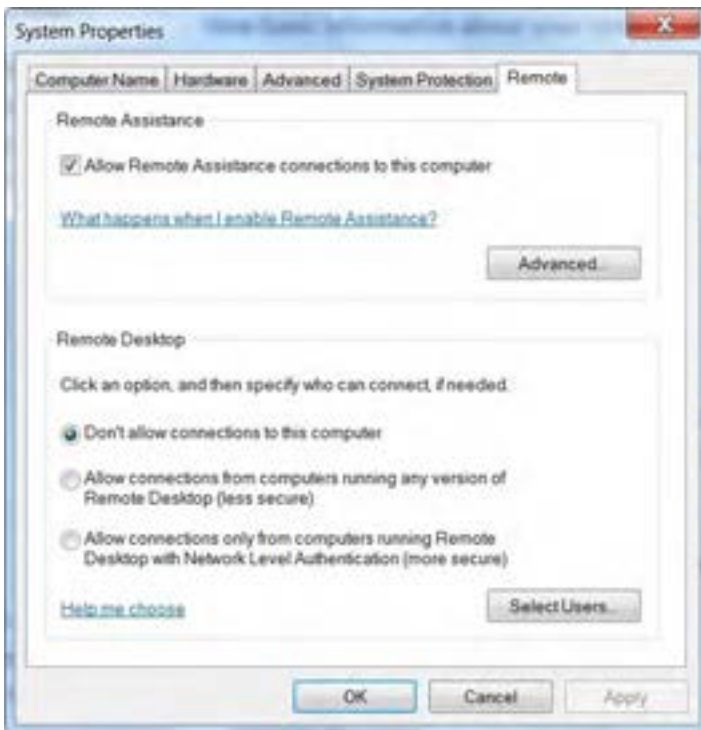 System Properties
Computer Name Hardware Advanced System Protection Remote
Remote Assistance
Allow Remote Assistance connections to this computer
What happens when I enable Remote Assistance?
Advanced...
Remote Desktop
Click an option, and then specify who can connect, if needed.
Don't allow connections to this computer
Allow connections from computers running any version of
Remote Desktop (less secure)
Allow connections only from computers running Remote
Desktop with Network Level Authentication (more secure)
Help me choose
Select Users...
OK Cancel Apply